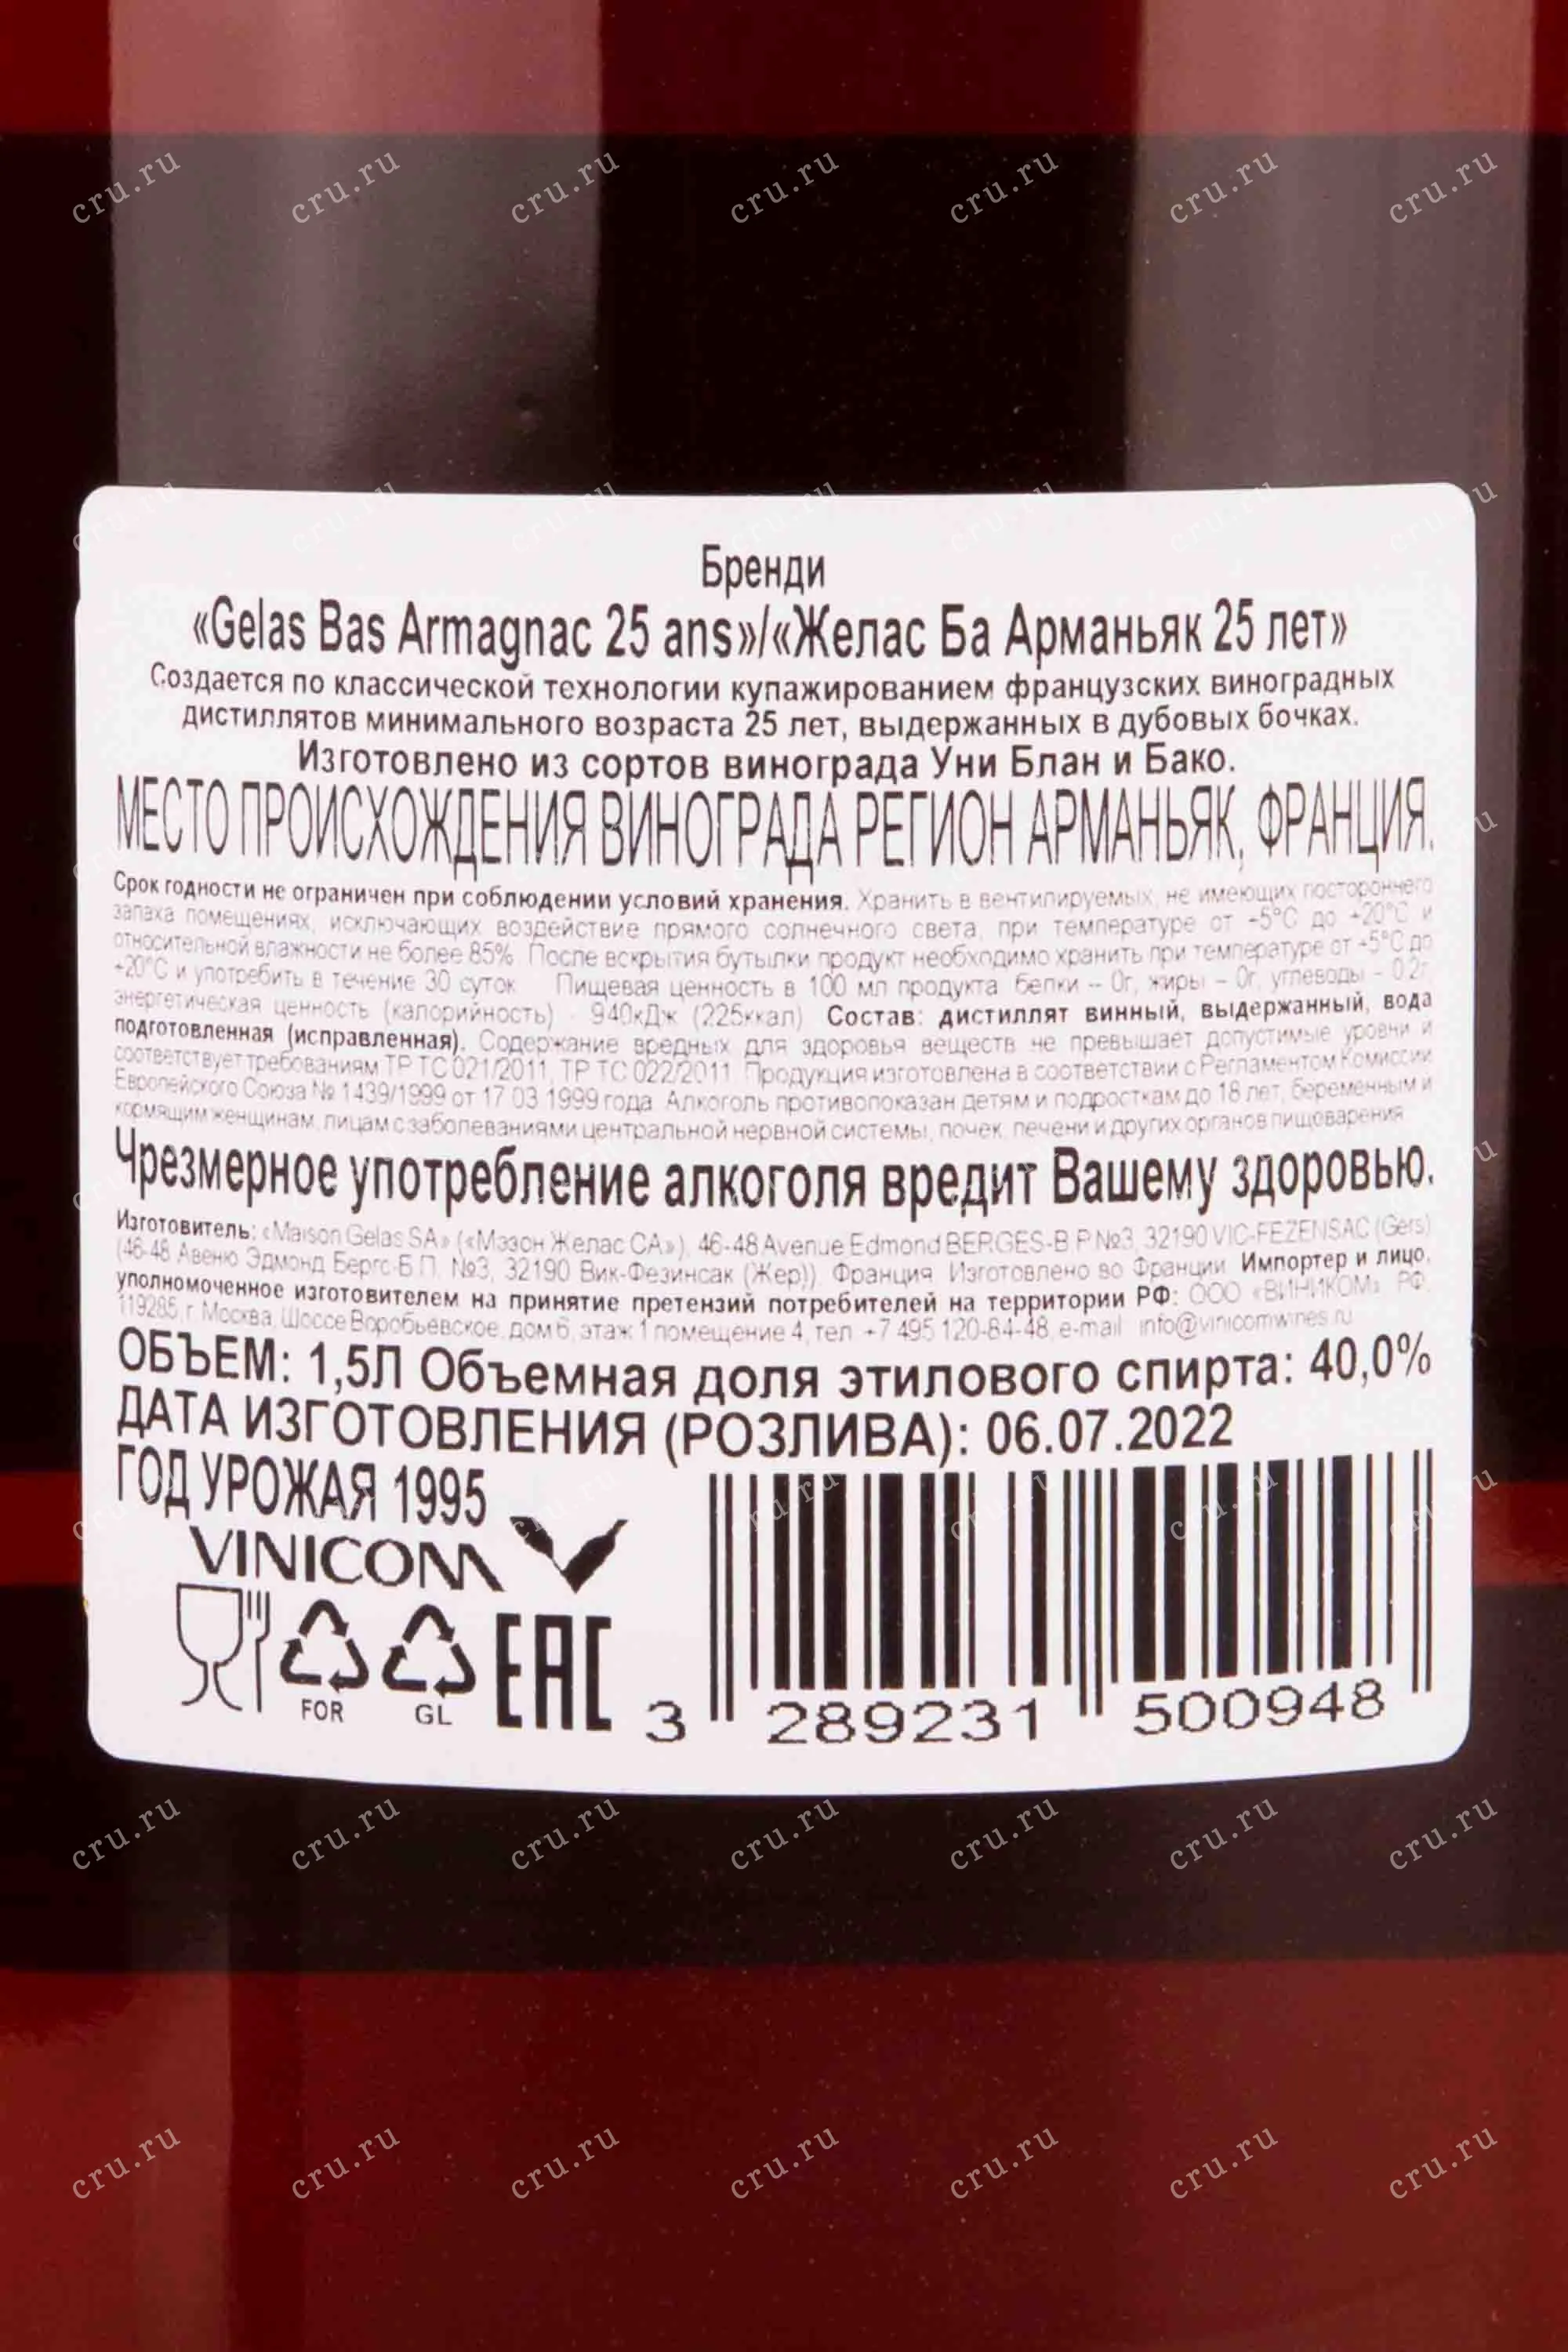 Бренди
«Gelas Bas Armagnac 25 ans»/«Желас Ба Арманьяк 25 лет»
Создается по классической технологии купажированием французских виноградных
дистиллятов минимального возраста 25 лет, выдержанных в дубовых бочках.
Изготовлено из сортов винограда Уни Блан и Бако.
МЕСТО ПРОИСХОЖДЕНИЯ ВИНОГРАДА РЕГИОН АРМАНЬЯК, ФРАНЦИЯ.
Срок годности не ограничен при соблюдении условий хранения. Хранить в вентилируемых, не имеющих постороннего
запаха помещениях, исключающих воздействие прямого солнечного света, при температуре от +5°C до +20°C и
относительной влажности не более 85%. После вскрытия бутылки продукт необходимо хранить при температуре от +5°C до
+20°C и употребить в течение 30 суток. Пищевая ценность в 100 мл продукта: белки – 0г, жиры – 0г, углеводы – 0.2г,
энергетическая ценность (калорийность) - 940кДж (225ккал). Состав: дистиллят винный, выдержанный, вода
подготовленная (исправленная). Содержание вредных для здоровья веществ не превышает допустимые уровни и
соответствует требованиям ТР ТС 021/2011, ТР ТС 022/2011. Продукция изготовлена в соответствии с Регламентом Комиссии
Европейского Союза № 1439/1999 от 17.03.1999 года. Алкоголь противопоказан детям и подросткам до 18 лет, беременным и
кормящим женщинам, лицам с заболеваниями центральной нервной системы, почек, печени и других органов пищеварения.
Чрезмерное употребление алкоголя вредит Вашему здоровью.
Изготовитель: «Maison Gelas SA» («Мэзон Желас СА»), 46-48 Avenue Edmond BERGES-B.P №3, 32190 VIC-FEZENSAC (Gers)
(46-48 Авеню Эдмонд Бергс-Б.П. №3, 32190 Вик-Фезинсак (Жер)), Франция. Изготовлено во Франции. Импортер и лицо,
уполномоченное изготовителем на принятие претензий потребителей на территории РФ: ООО «ВИНИКОМ», РФ,
119285, г. Москва, Шоссе Воробьёвское, дом 6, этаж 1 помещение 4, тел. +7 495 120-84-48, e-mail: info@vinicomwines.ru
ОБЪЕМ: 1,5Л Объемная доля этилового спирта: 40,0%
ДАТА ИЗГОТОВЛЕНИЯ (РОЗЛИВА): 06.07.2022
ГОД УРОЖАЯ 1995
VINICOM
FOR GL EAC
3 289231 500948
cru.ru